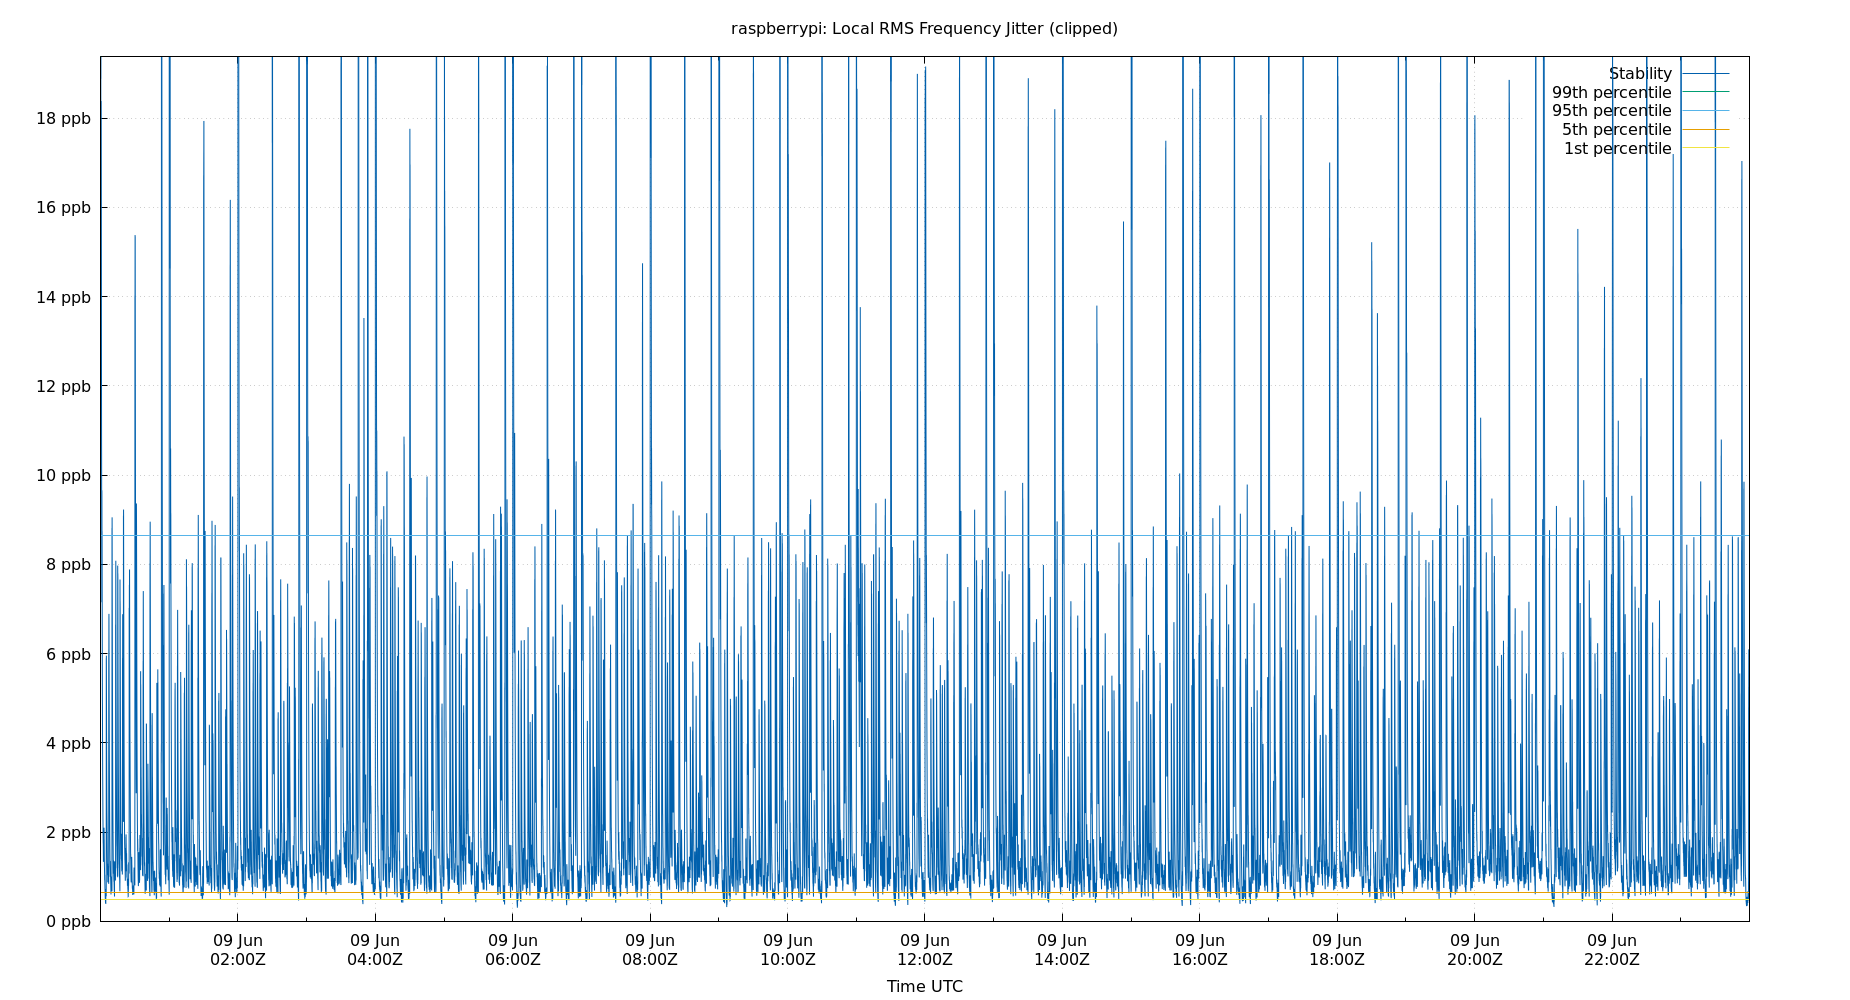 raspberrypi: Local RMS Frequency Jitter (clipped)
Stability
99th percentile
95th percentile
5th percentile
1st percentile
18 ppb
16 ppb
14 ppb
12 ppb
10 ppb
8 ppb
6 ppb
4 ppb
2 ppb
0 ppb
09 Jun 09 Jun 09 Jun 09 Jun 09 Jun 09 Jun 09 Jun 09 Jun 09 Jun 09 Jun 09 Jun
02:00Z 04:00Z 06:00Z 08:00Z 10:00Z 12:00Z 14:00Z 16:00Z 18:00Z 20:00Z 22:00Z
Time UTC